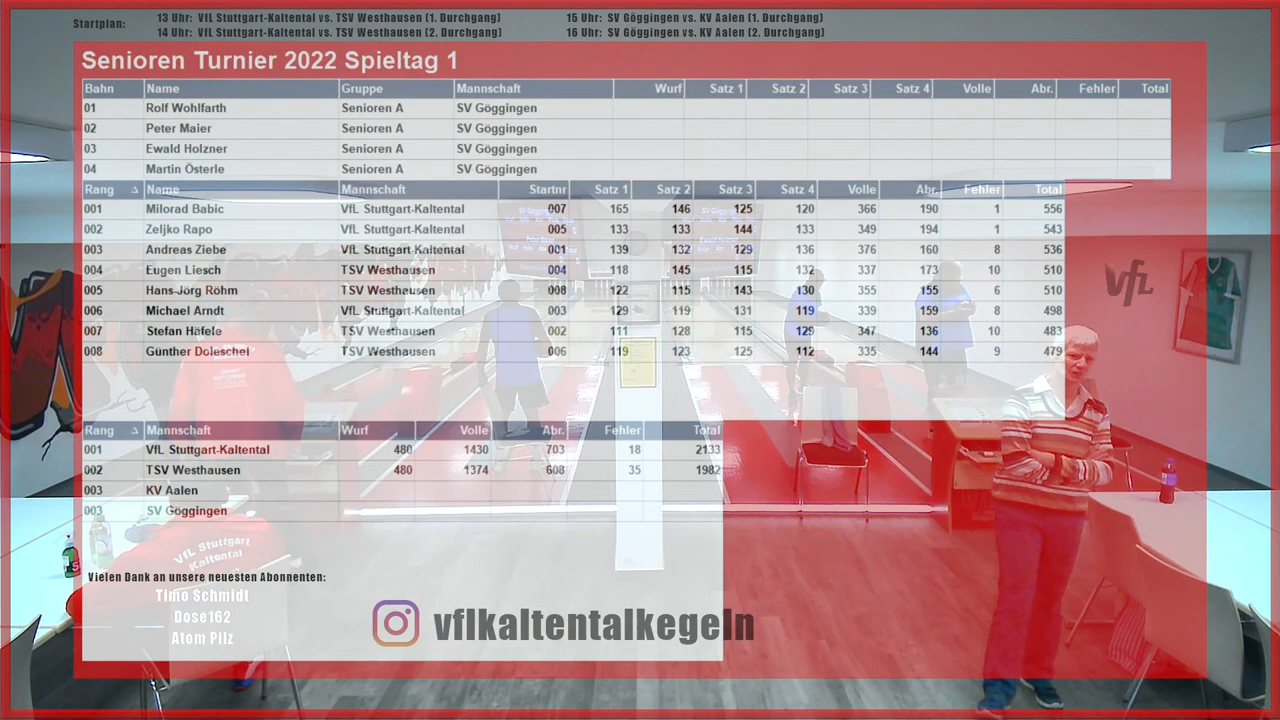 Startplan:
13 Uhr: VfL Stuttgart-Kaltental vs. TSV Westhausen (1. Durchgang)
14 Uhr: VfL Stuttgart-Kaltental vs. TSV Westhausen (2. Durchgang)
15 Uhr: SV Göggingen vs. KV Aalen (1. Durchgang)
16 Uhr: SV Göggingen vs. KV Aalen (2. Durchgang)
Senioren Turnier 2022 Spieltag 1
Bahn Name Gruppe Mannschaft Wurf Satz 1 Satz 2 Satz 3 Satz 4 Volle Abr. Fehler Total
01 Rolf Wohlfarth Senioren A SV Göggingen
02 Peter Maier Senioren A SV Göggingen
03 Ewald Holzner Senioren A SV Göggingen
04 Martin Österle Senioren A SV Göggingen
Rang Name Mannschaft Startnr Satz 1 Satz 2 Satz 3 Satz 4 Volle Abr. Fehler Total
001 Milorad Babic VfL Stuttgart-Kaltental 007 165 146 125 120 366 190 1 556
002 Zeljko Rapo VfL Stuttgart-Kaltental 005 133 133 144 133 349 194 1 543
003 Andreas Ziebe VfL Stuttgart-Kaltental 001 139 132 129 136 376 160 8 536
004 Eugen Liesch TSV Westhausen 004 118 145 115 132 337 173 10 510
005 Hans-Jörg Röhm TSV Westhausen 008 122 115 143 130 355 155 6 510
006 Michael Arndt VfL Stuttgart-Kaltental 003 129 119 131 119 339 159 8 498
007 Stefan Häfele TSV Westhausen 002 111 128 115 129 347 136 10 483
008 Günther Doleschel TSV Westhausen 006 119 123 125 112 335 144 9 479
Rang Mannschaft Wurf Volle Abr. Fehler Total
001 VfL Stuttgart-Kaltental 480 1430 703 18 2133
002 TSV Westhausen 480 1374 608 35 1982
003 KV Aalen
003 SV Göggingen
VfL
VfL Stuttgart
Kaltental
Vielen Dank an unsere neuesten Abonnenten:
Timo Schmidt
Dose162
Atom Pilz
vflkaltentalkegeln